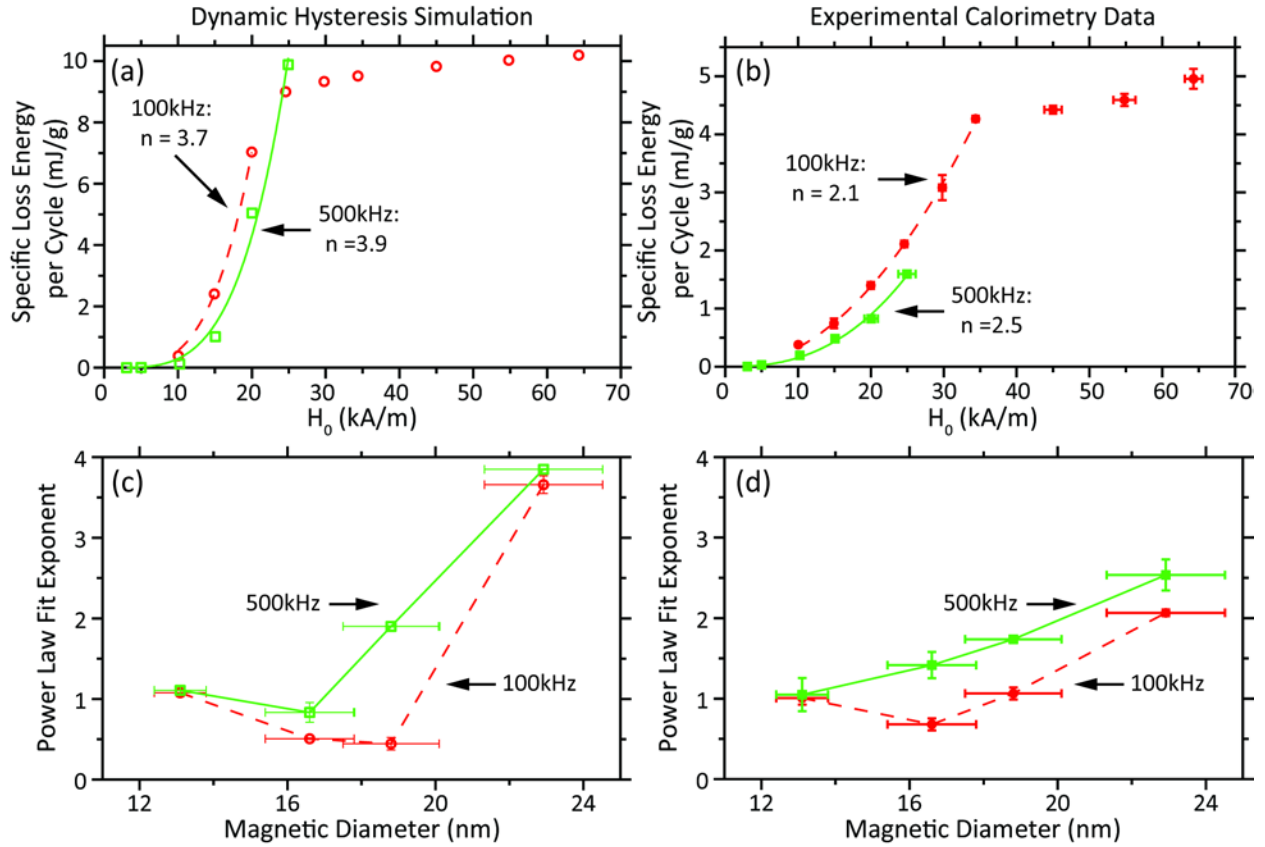 Dynamic Hysteresis Simulation
Experimental Calorimetry Data
(a)
100kHz:
n = 3.7
500kHz:
n =3.9
Specific Loss Energy
per Cycle (mJ/g)
0
2
4
6
8
10
0 10 20 30 40 50 60 70
H0 (kA/m)
(b)
100kHz:
n = 2.1
500kHz:
n =2.5
Specific Loss Energy
per Cycle (mJ/g)
0
1
2
3
4
5
0 10 20 30 40 50 60 70
H0 (kA/m)
(c)
500kHz
100kHz
Power Law Fit Exponent
0
1
2
3
4
12 16 20 24
Magnetic Diameter (nm)
(d)
500kHz
100kHz
Power Law Fit Exponent
0
1
2
3
4
12 16 20 24
Magnetic Diameter (nm)